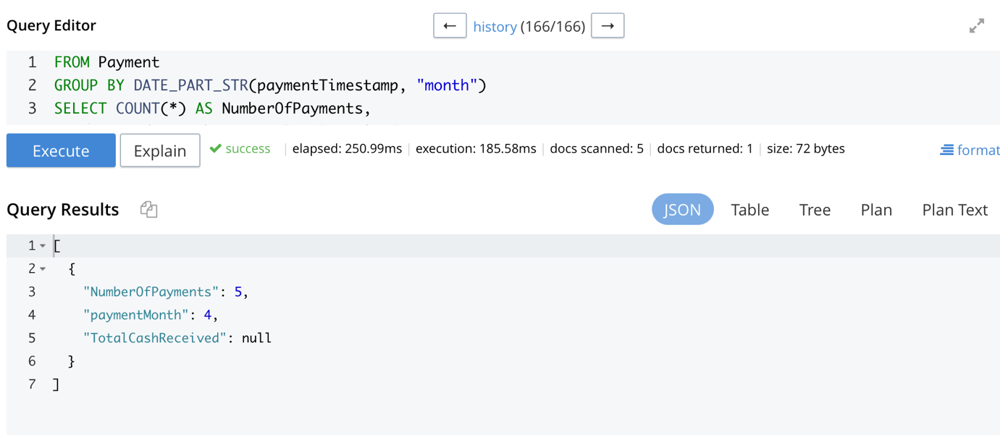 Query Editor
← history (166/166) →
1 FROM Payment
2 GROUP BY DATE_PART_STR(paymentTimestamp, "month")
3 SELECT COUNT(*) AS NumberOfPayments,
Execute Explain success elapsed: 250.99ms execution: 185.58ms docs scanned: 5 docs returned: 1 size: 72 bytes format
Query Results JSON Table Tree Plan Plan Text
1 [
2 {
3 "NumberOfPayments": 5,
4 "paymentMonth": 4,
5 "TotalCashReceived": null
6 }
7 ]